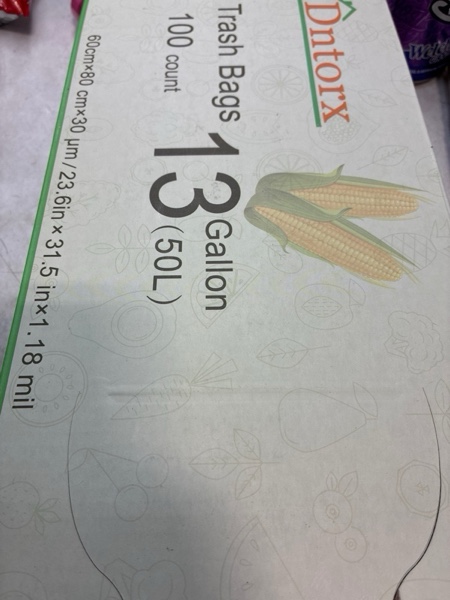 Dntorx
Trash Bags
100 count
13 Gallon
(50L)
60cm×80 cm×30 μm/23.6in×31.5 in×1.18 mil